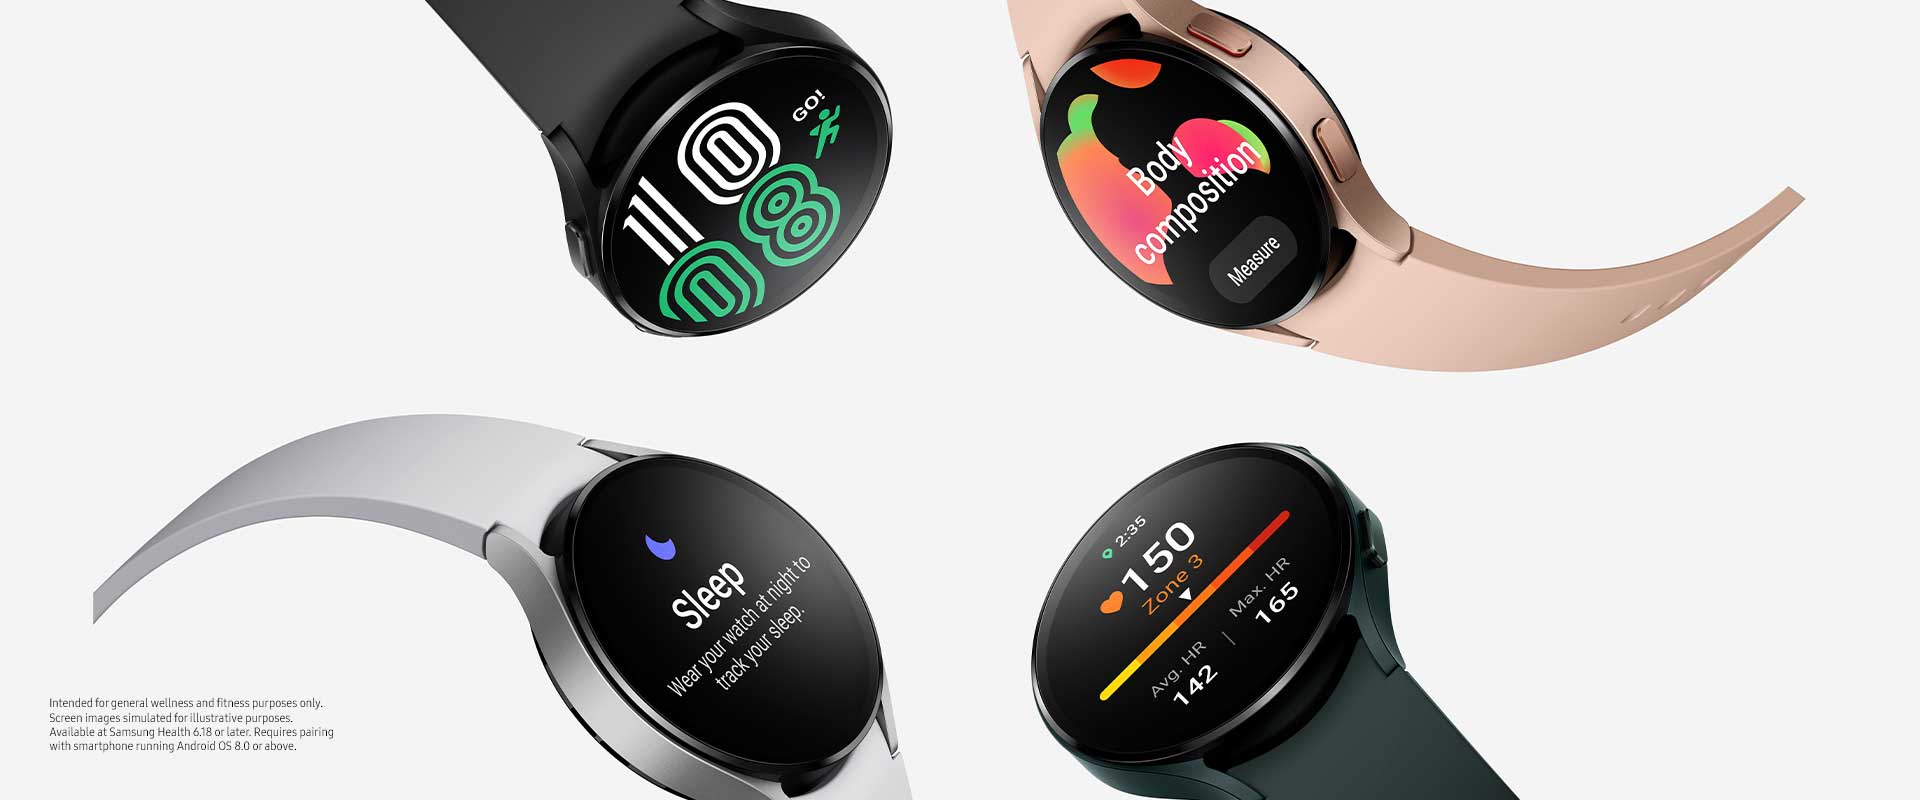 GO!
10
08
Body
composition
Measure
Sleep
Wear your watch at night to
track your sleep.
2:35
150
Zone 3
Avg. HR | Max. HR
142 165
Intended for general wellness and fitness purposes only.
Screen images simulated for illustrative purposes.
Available at Samsung Health 6.18 or later. Requires pairing
with smartphone running Android OS 8.0 or above.